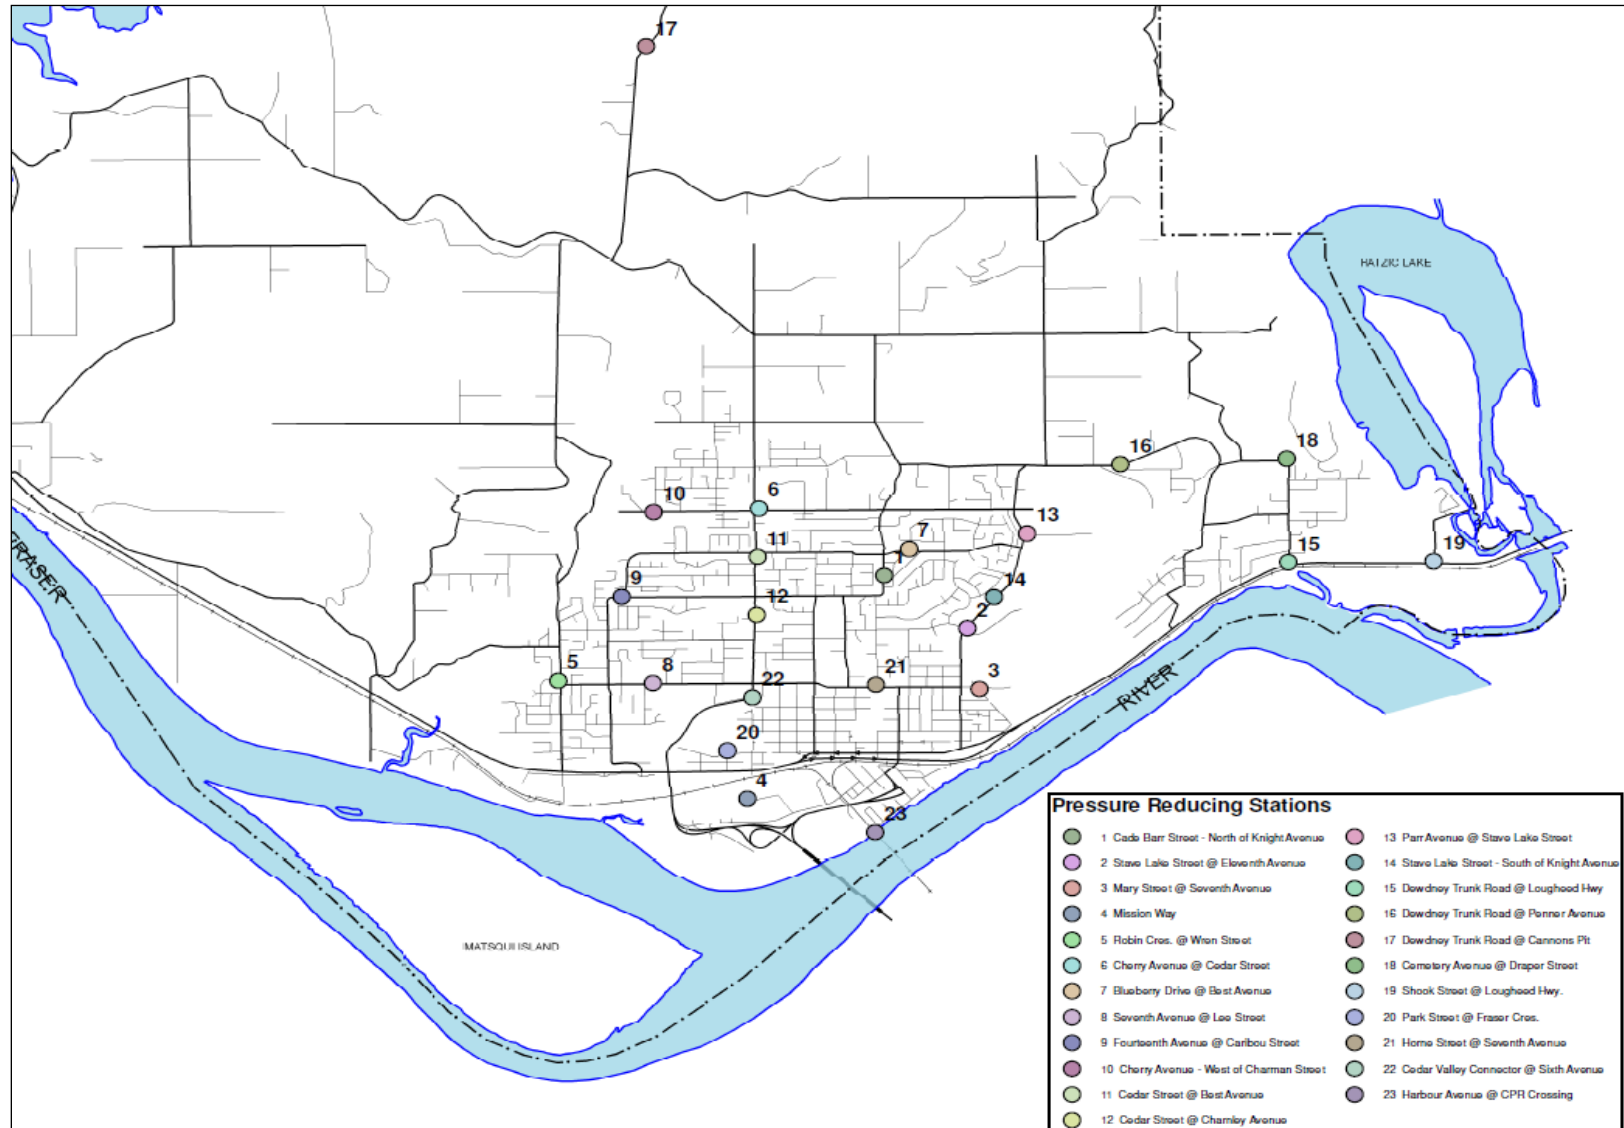 17
HATZIC LAKE
16
18
10
6
13
7
11
1
15
19
9
14
12
2
5
8
21
3
22
20
4
23
FRASER
RIVER
MATSQUI ISLAND
Pressure Reducing Stations
1 Cade Barr Street - North of Knight Avenue
2 Stave Lake Street @ Eleventh Avenue
3 Mary Street @ Seventh Avenue
4 Mission Way
5 Robin Cres. @ Wren Street
6 Cherry Avenue @ Cedar Street
7 Blueberry Drive @ Best Avenue
8 Seventh Avenue @ Lee Street
9 Fourteenth Avenue @ Caribou Street
10 Cherry Avenue - West of Charman Street
11 Cedar Street @ Best Avenue
12 Cedar Street @ Charnley Avenue
13 Parr Avenue @ Stave Lake Street
14 Stave Lake Street - South of Knight Avenue
15 Dewdney Trunk Road @ Lougheed Hwy
16 Dewdney Trunk Road @ Penner Avenue
17 Dewdney Trunk Road @ Cannons Pit
18 Cemetery Avenue @ Draper Street
19 Shook Street @ Lougheed Hwy.
20 Park Street @ Fraser Cres.
21 Horne Street @ Seventh Avenue
22 Cedar Valley Connector @ Sixth Avenue
23 Harbour Avenue @ CPR Crossing